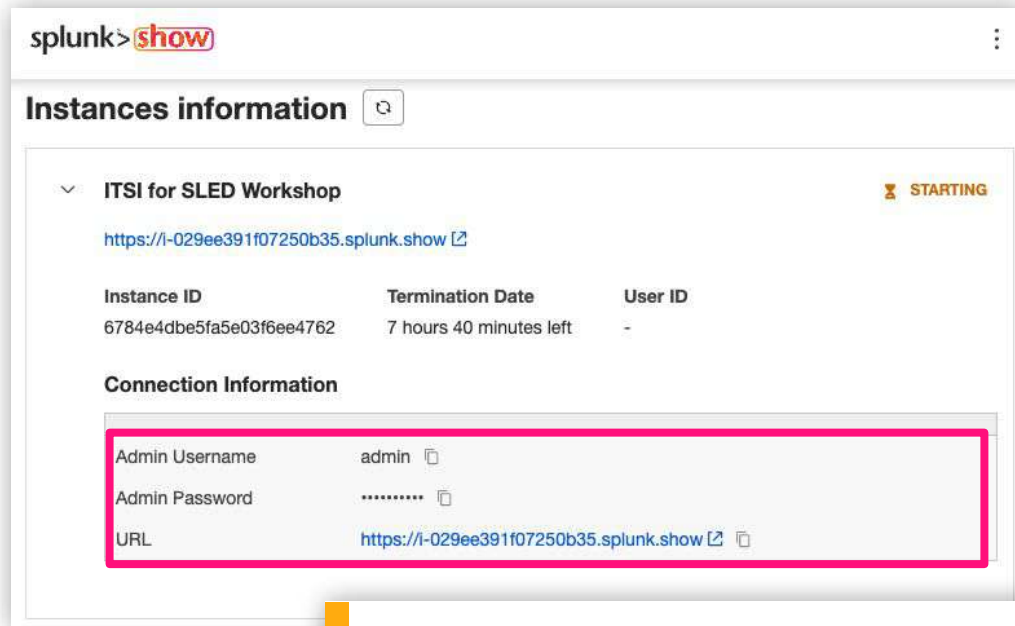 splunk>show
Instances information
ITSI for SLED Workshop
STARTING
https://i-029ee391f07250b35.splunk.show
Instance ID Termination Date User ID
6784e4dbe5fa5e03f6ee4762 7 hours 40 minutes left -
Connection Information
Admin Username admin
Admin Password ••••••••••
URL https://i-029ee391f07250b35.splunk.show